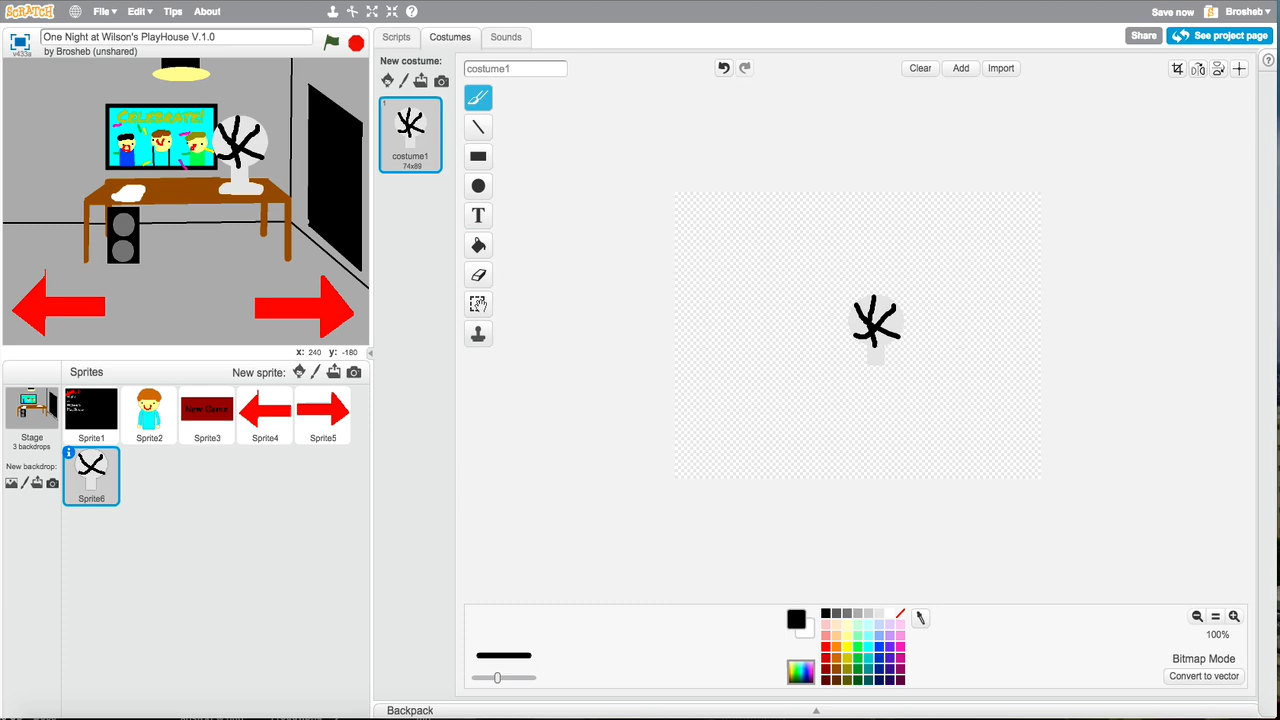 SCRATCH File Edit Tips About Save now Brosheb
One Night at Wilson's PlayHouse V.1.0
by Brosheb (unshared)
v433a
Scripts Costumes Sounds
Share See project page
New costume:
costume1
Clear Add Import
1
costume1
74x89
T
CELEBRATE!
x: 240 y: -180
Sprites New sprite:
Stage
3 backdrops
New backdrop:
New Game
Sprite1 Sprite2 Sprite3 Sprite4 Sprite5
Sprite6
100%
Bitmap Mode
Convert to vector
Backpack